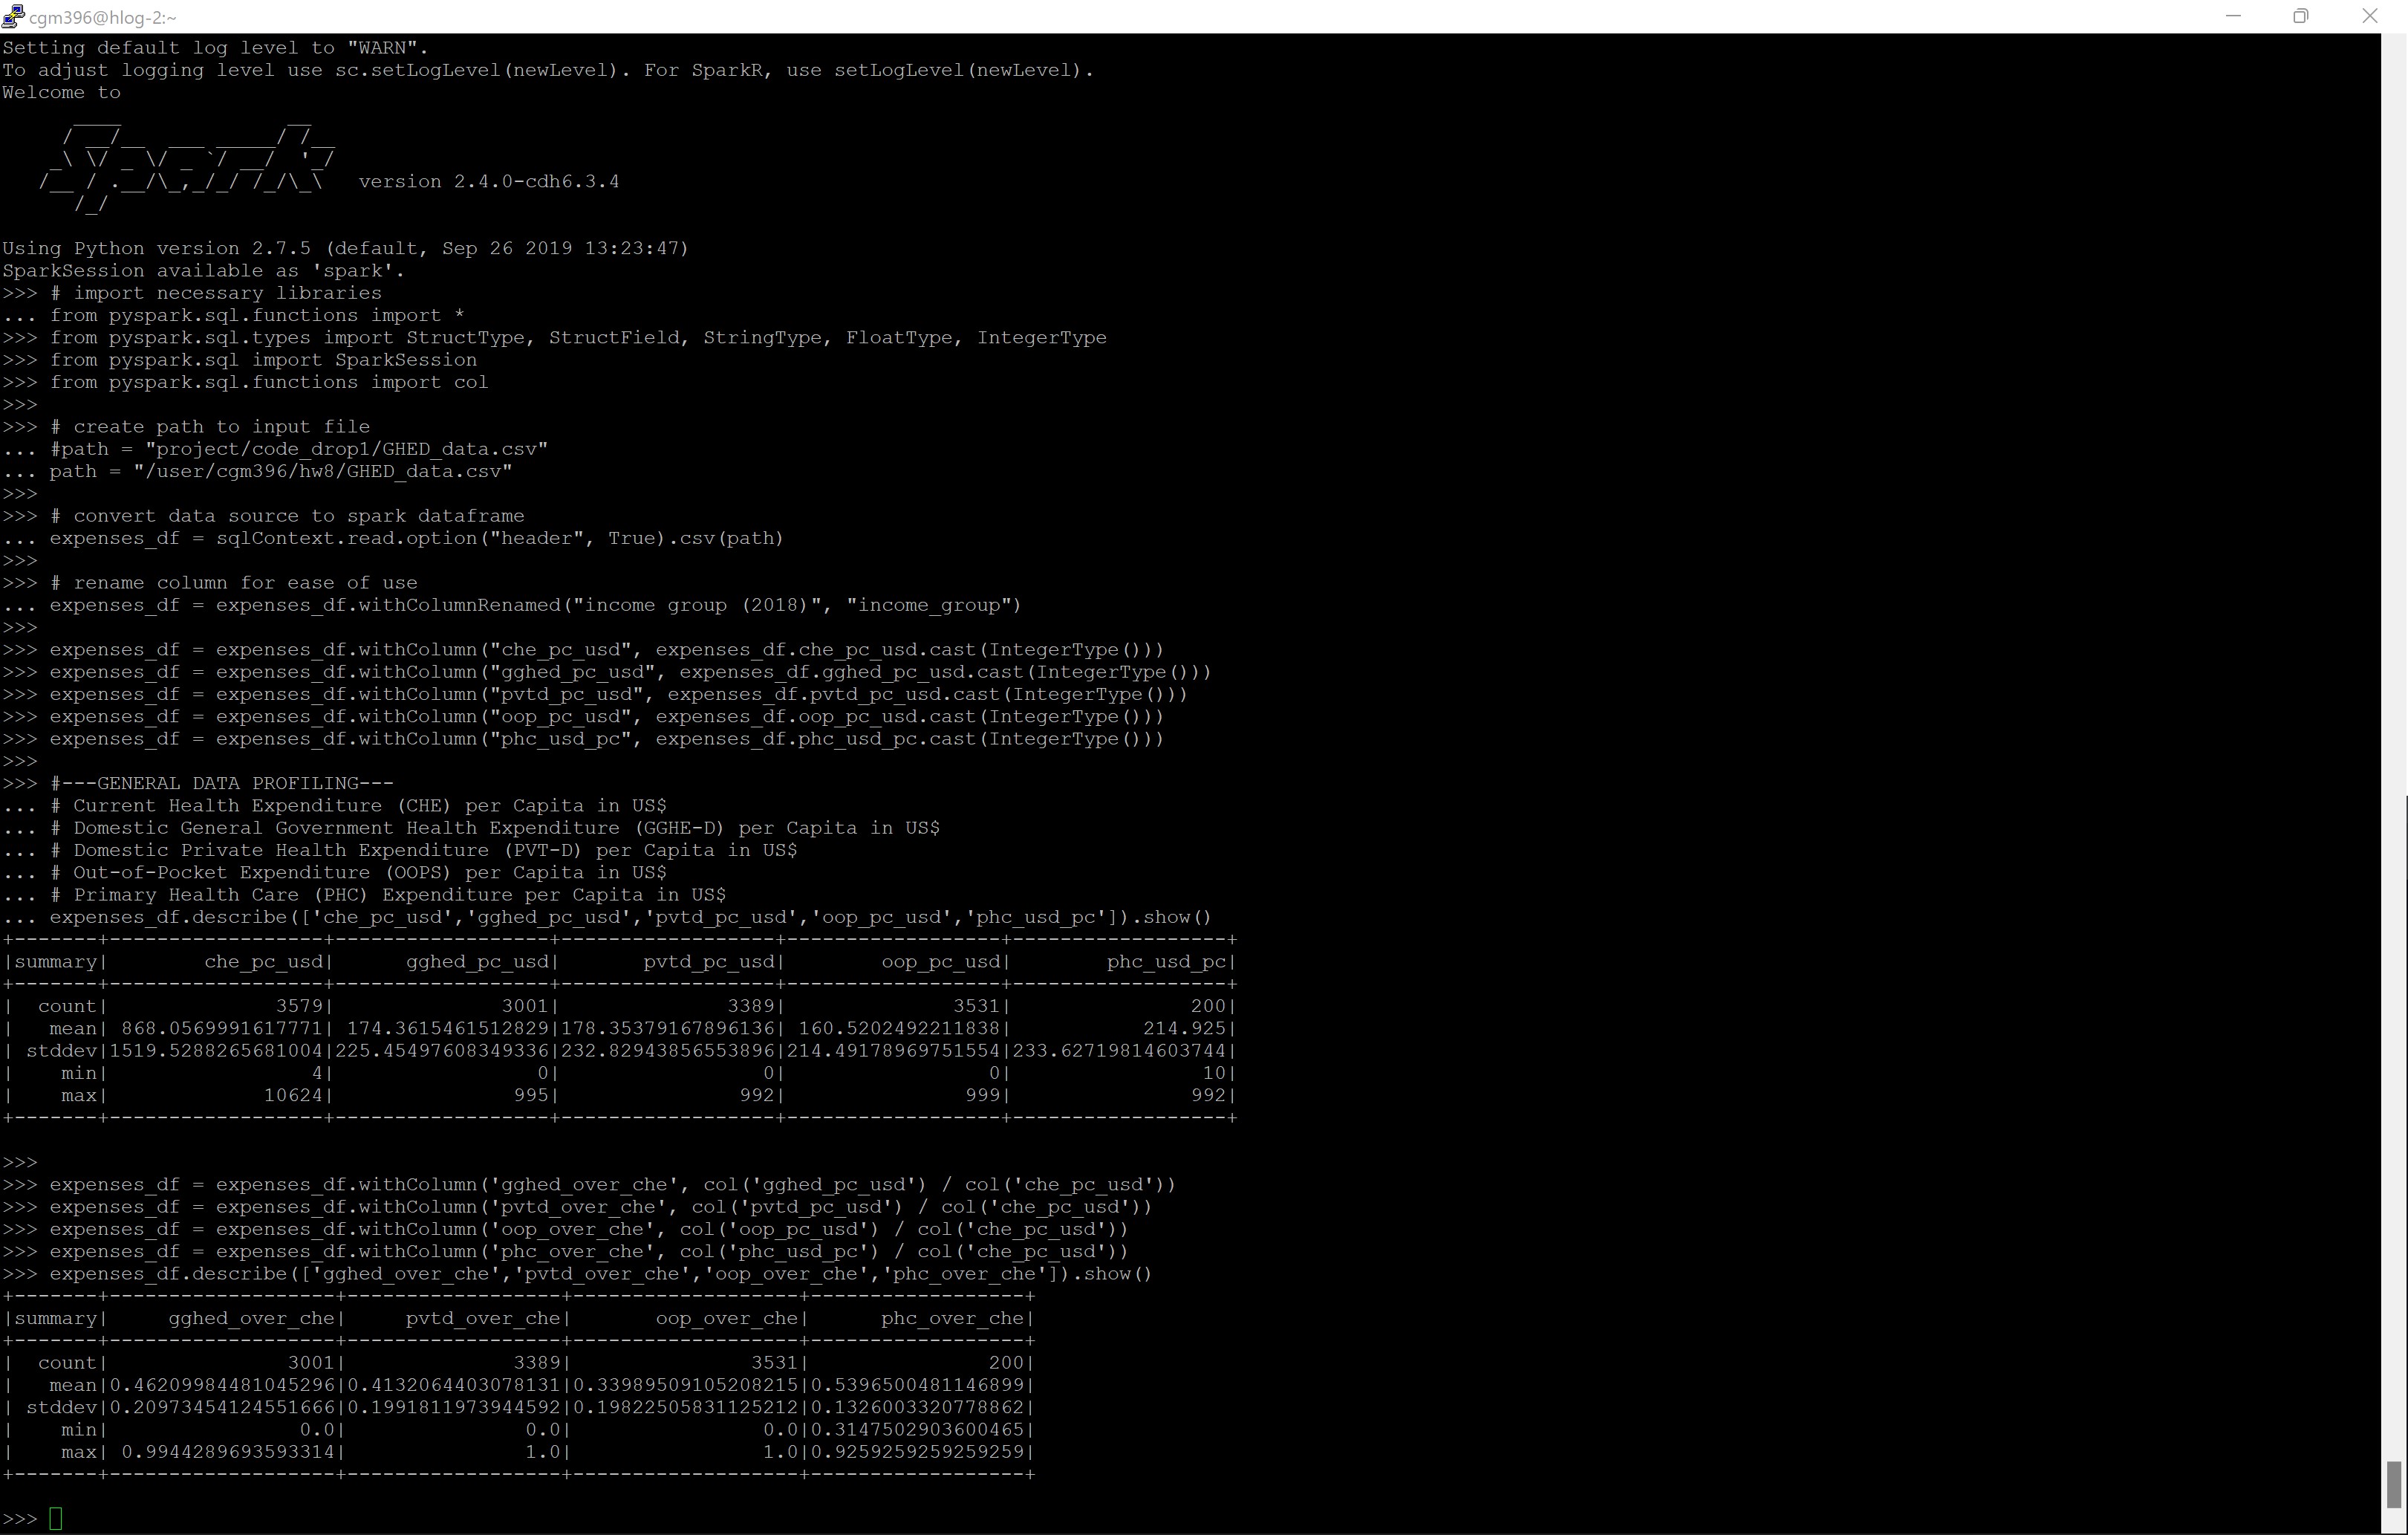 cgm396@hlog-2:~
Setting default log level to "WARN".
To adjust logging level use sc.setLogLevel(newLevel). For SparkR, use setLogLevel(newLevel).
Welcome to
      ____              __
     / __/__  ___ _____/ /__
    _\ \/ _ \/ _ `/ __/  '_/
   /__ / .__/\_,_/_/ /_/\_\   version 2.4.0-cdh6.3.4
      /_/
Using Python version 2.7.5 (default, Sep 26 2019 13:23:47)
SparkSession available as 'spark'.
>>> # import necessary libraries
... from pyspark.sql.functions import *
>>> from pyspark.sql.types import StructType, StructField, StringType, FloatType, IntegerType
>>> from pyspark.sql import SparkSession
>>> from pyspark.sql.functions import col
>>>
>>> # create path to input file
... #path = "project/code_drop1/GHED_data.csv"
... path = "/user/cgm396/hw8/GHED_data.csv"
>>>
>>> # convert data source to spark dataframe
... expenses_df = sqlContext.read.option("header", True).csv(path)
>>>
>>> # rename column for ease of use
... expenses_df = expenses_df.withColumnRenamed("income group (2018)", "income_group")
>>>
>>> expenses_df = expenses_df.withColumn("che_pc_usd", expenses_df.che_pc_usd.cast(IntegerType()))
>>> expenses_df = expenses_df.withColumn("gghed_pc_usd", expenses_df.gghed_pc_usd.cast(IntegerType()))
>>> expenses_df = expenses_df.withColumn("pvtd_pc_usd", expenses_df.pvtd_pc_usd.cast(IntegerType()))
>>> expenses_df = expenses_df.withColumn("oop_pc_usd", expenses_df.oop_pc_usd.cast(IntegerType()))
>>> expenses_df = expenses_df.withColumn("phc_usd_pc", expenses_df.phc_usd_pc.cast(IntegerType()))
>>>
>>> #---GENERAL DATA PROFILING---
... # Current Health Expenditure (CHE) per Capita in US$
... # Domestic General Government Health Expenditure (GGHE-D) per Capita in US$
... # Domestic Private Health Expenditure (PVT-D) per Capita in US$
... # Out-of-Pocket Expenditure (OOPS) per Capita in US$
... # Primary Health Care (PHC) Expenditure per Capita in US$
... expenses_df.describe(['che_pc_usd','gghed_pc_usd','pvtd_pc_usd','oop_pc_usd','phc_usd_pc']).show()
+-------+------------------+------------------+------------------+------------------+------------------+
|summary|        che_pc_usd|      gghed_pc_usd|       pvtd_pc_usd|        oop_pc_usd|        phc_usd_pc|
+-------+------------------+------------------+------------------+------------------+------------------+
|  count|              3579|              3001|              3389|              3531|               200|
|   mean| 868.0569991617771| 174.3615461512829|178.35379167896136| 160.5202492211838|           214.925|
| stddev|1519.5288265681004|225.45497608349336|232.82943856553896|214.49178969751554|233.62719814603744|
|    min|                 4|                 0|                 0|                 0|                10|
|    max|             10624|               995|               992|               999|               992|
+-------+------------------+------------------+------------------+------------------+------------------+
>>>
>>> expenses_df = expenses_df.withColumn('gghed_over_che', col('gghed_pc_usd') / col('che_pc_usd'))
>>> expenses_df = expenses_df.withColumn('pvtd_over_che', col('pvtd_pc_usd') / col('che_pc_usd'))
>>> expenses_df = expenses_df.withColumn('oop_over_che', col('oop_pc_usd') / col('che_pc_usd'))
>>> expenses_df = expenses_df.withColumn('phc_over_che', col('phc_usd_pc') / col('che_pc_usd'))
>>> expenses_df.describe(['gghed_over_che','pvtd_over_che','oop_over_che','phc_over_che']).show()
+-------+-------------------+------------------+-------------------+------------------+
|summary|     gghed_over_che|     pvtd_over_che|       oop_over_che|      phc_over_che|
+-------+-------------------+------------------+-------------------+------------------+
|  count|               3001|              3389|               3531|               200|
|   mean|0.46209984481045296|0.4132064403078131|0.33989509105208215|0.5396500481146899|
| stddev|0.20973454124551666|0.1991811973944592|0.19822505831125212|0.1326003320778862|
|    min|                0.0|               0.0|                0.0|0.3147502903600465|
|    max| 0.9944289693593314|               1.0|                1.0|0.9259259259259259|
+-------+-------------------+------------------+-------------------+------------------+
>>>